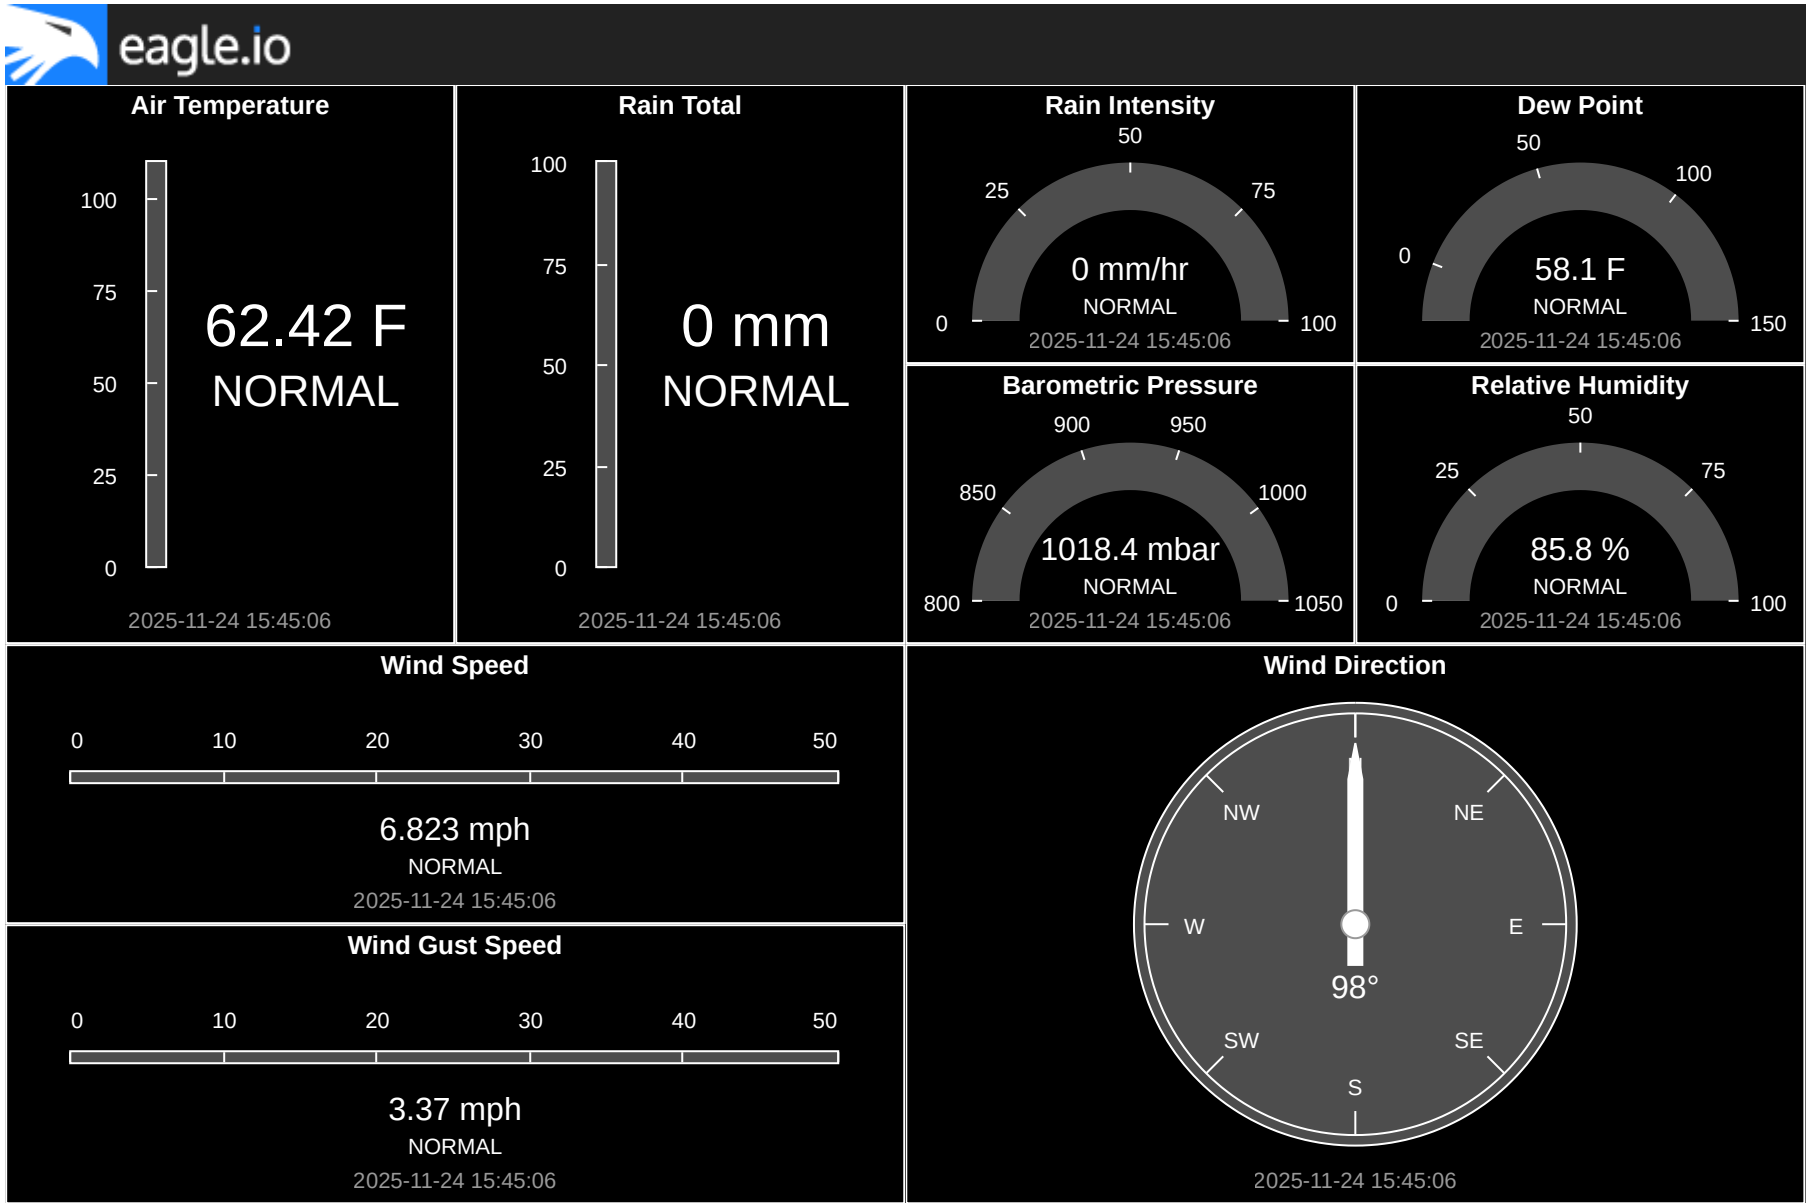 eagle.io
Air Temperature
100
75
50
25
0
62.42 F
NORMAL
2025-11-24 15:45:06
Rain Total
100
75
50
25
0
0 mm
NORMAL
2025-11-24 15:45:06
Rain Intensity
50
25 75
0 100
0 mm/hr
NORMAL
2025-11-24 15:45:06
Dew Point
50
100
0
150
58.1 F
NORMAL
2025-11-24 15:45:06
Barometric Pressure
900 950
850 1000
800 1050
1018.4 mbar
NORMAL
2025-11-24 15:45:06
Relative Humidity
50
25 75
0 100
85.8 %
NORMAL
2025-11-24 15:45:06
Wind Speed
0 10 20 30 40 50
6.823 mph
NORMAL
2025-11-24 15:45:06
Wind Gust Speed
0 10 20 30 40 50
3.37 mph
NORMAL
2025-11-24 15:45:06
Wind Direction
NW NE
W E
98°
SW SE
S
2025-11-24 15:45:06